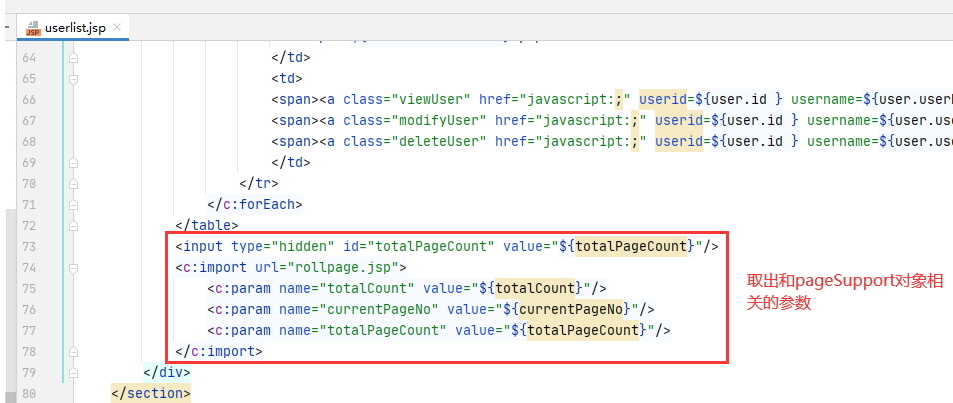 userlist.jsp
64 </td>
65 <td>
66 <span><a class="viewUser" href="javascript:;" userid=${user.id } username=${user.user
67 <span><a class="modifyUser" href="javascript:;" userid=${user.id } username=${user.use
68 <span><a class="deleteUser" href="javascript:;" userid=${user.id } username=${user.use
69 </td>
70 </tr>
71 </c:forEach>
72 </table>
73 <input type="hidden" id="totalPageCount" value="${totalPageCount}"/>
74 <c:import url="rollpage.jsp">
75 <c:param name="totalCount" value="${totalCount}"/>
76 <c:param name="currentPageNo" value="${currentPageNo}"/>
77 <c:param name="totalPageCount" value="${totalPageCount}"/>
78 </c:import>
79 </div>
80 </section>
取出和pageSupport对象相
关的参数